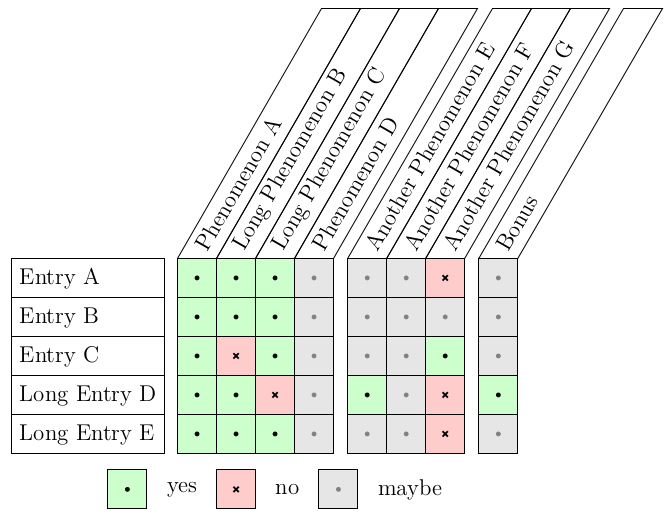 Phenomenon A
Long Phenomenon B
Long Phenomenon C
Phenomenon D
Another Phenomenon E
Another Phenomenon F
Another Phenomenon G
Bonus
Entry A
Entry B
Entry C
Long Entry D
Long Entry E
yes no maybe